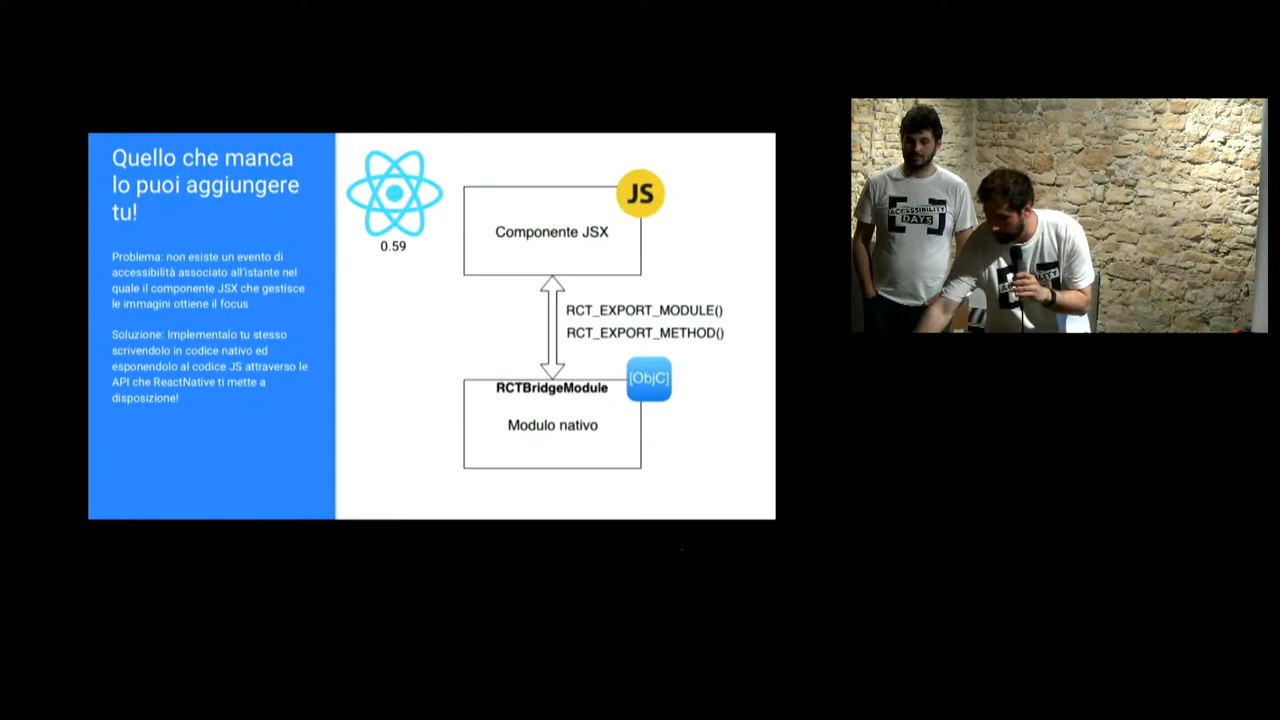 Quello che manca
lo puoi aggiungere
tu!
Problema: non esiste un evento di
accessibilità associato all'istante nel
quale il componente JSX che gestisce
le immagini ottiene il focus
Soluzione: Implementalo tu stesso
scrivendolo in codice nativo ed
esponendolo al codice JS attraverso le
API che ReactNative ti mette a
disposizione!
0.59
JS
Componente JSX
RCT_EXPORT_MODULE()
RCT_EXPORT_METHOD()
[ObjC]
RCTBridgeModule
Modulo nativo
ACCESSIBILITY
DAYS